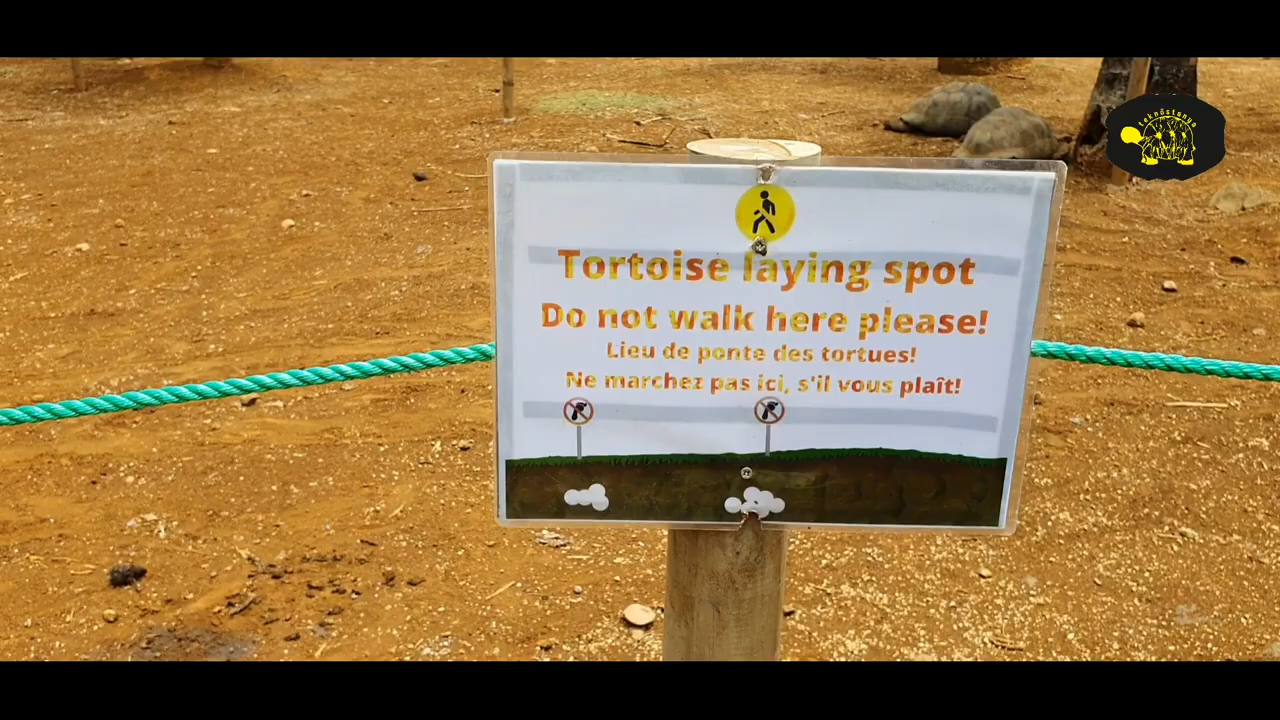 teknőstanya
Tortoise laying spot
Do not walk here please!
Lieu de ponte des tortues!
Ne marchez pas ici, s'il vous plaît!